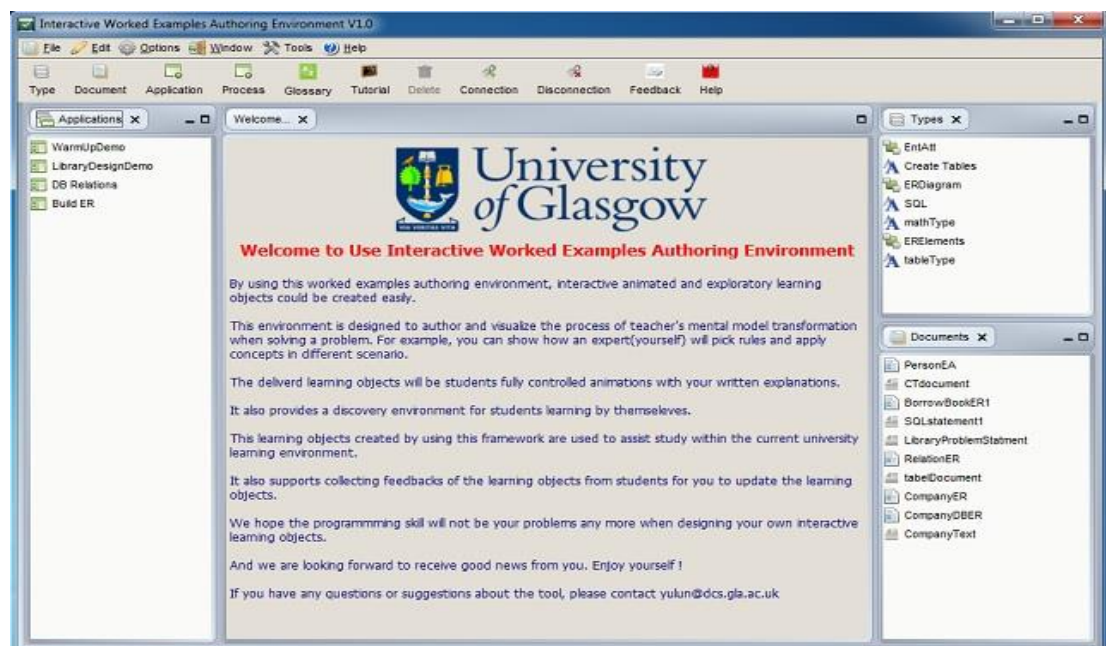 Interactive Worked Examples Authoring Environment V1.0
File Edit Options Window Tools Help
Type Document Application Process Glossary Tutorial Delete Connection Disconnection Feedback Help
Applications
WarmUpDemo
LibraryDesignDemo
DB Relationa
Build ER
Welcome...
University
of Glasgow
Welcome to Use Interactive Worked Examples Authoring Environment
By using this worked examples authoring environment, interactive animated and exploratory learning
objects could be created easily.
This environment is designed to author and visualize the process of teacher's mental model transformation
when solving a problem. For example, you can show how an expert(yourself) will pick rules and apply
concepts in different scenario.
The deliverd learning objects will be students fully controlled animations with your written explanations.
It also provides a discovery environment for students learning by themseleves.
This learning objects created by using this framework are used to assist study within the current university
learning environment.
It also supports collecting feedbacks of the learning objects from students for you to update the learning
objects.
We hope the programmming skill will not be your problems any more when designing your own interactive
learning objects.
And we are looking forward to receive good news from you. Enjoy yourself !
If you have any questions or suggestions about the tool, please contact yulun@dcs.gla.ac.uk
Types
EntAtt
Create Tables
ERDiagram
SQL
mathType
ERElements
tableType
Documents
PersonEA
CTdocument
BorrowBookER1
SQLstatement1
LibraryProblemStatment
RelationER
tabelDocument
CompanyER
CompanyDBER
CompanyText